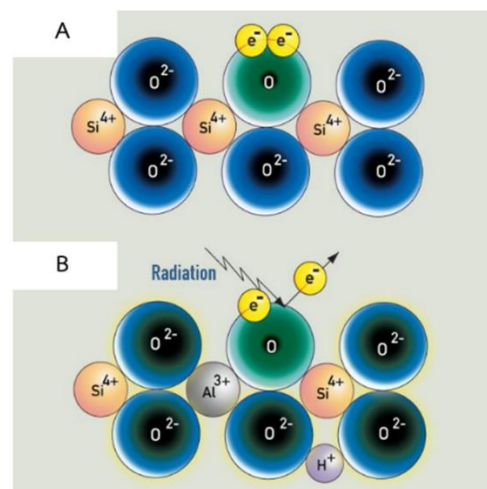 A
e⁻ e⁻
O²⁻ O O²⁻
Si⁴⁺ Si⁴⁺ Si⁴⁺
O²⁻ O²⁻ O²⁻
B
Radiation
e⁻
e⁻
O²⁻ O O²⁻
Si⁴⁺ Al³⁺ Si⁴⁺
O²⁻ O²⁻ O²⁻
H⁺